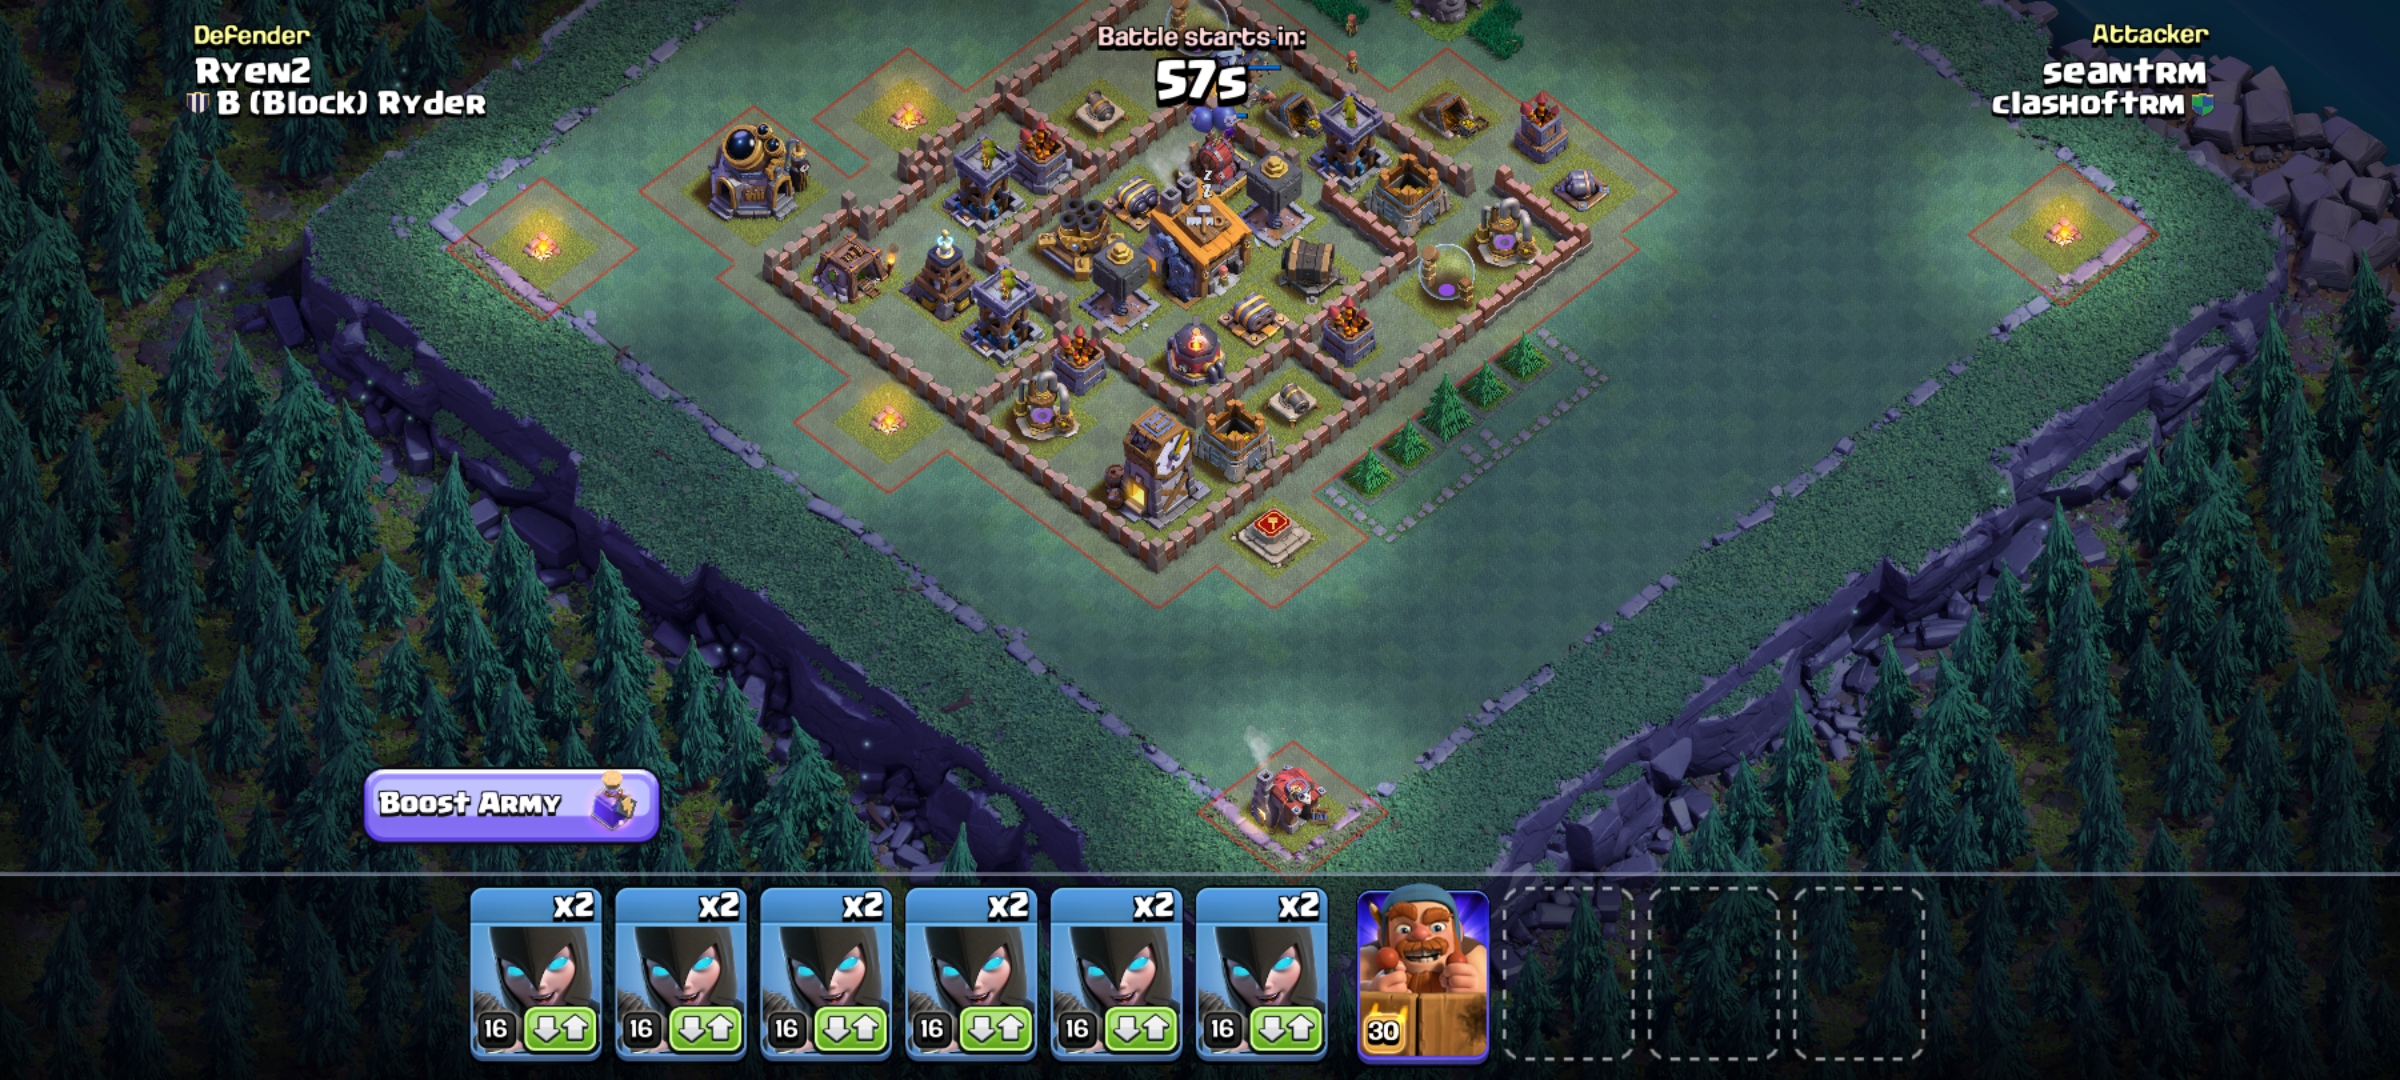 Defender
Ryen2
B (Block) Ryder
Battle starts in:
57s
Attacker
seantRM
clashoftRM
z
z
Boost Army
x2
x2
x2
x2
x2
x2
16
16
16
16
16
16
30